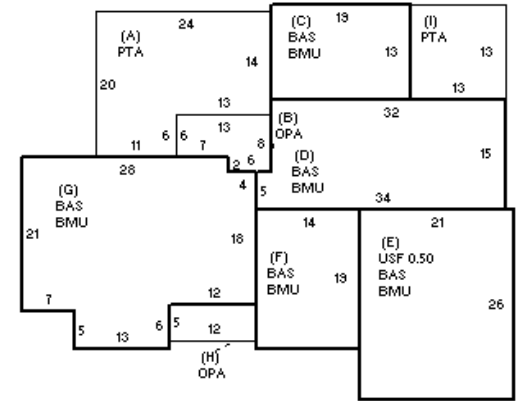 (A)
PTA
24
14
20
13
11
6
(C)
BAS
BMU
19
13
(I)
PTA
13
13
6
13
7
(B)
OPA
8
6
2
32
(D)
BAS
BMU
15
5
34
28
4
(G)
BAS
BMU
21
18
7
5
13
6
12
5
12
(H)
OPA
14
(F)
BAS
BMU
19
21
(E)
USF 0.50
BAS
BMU
26